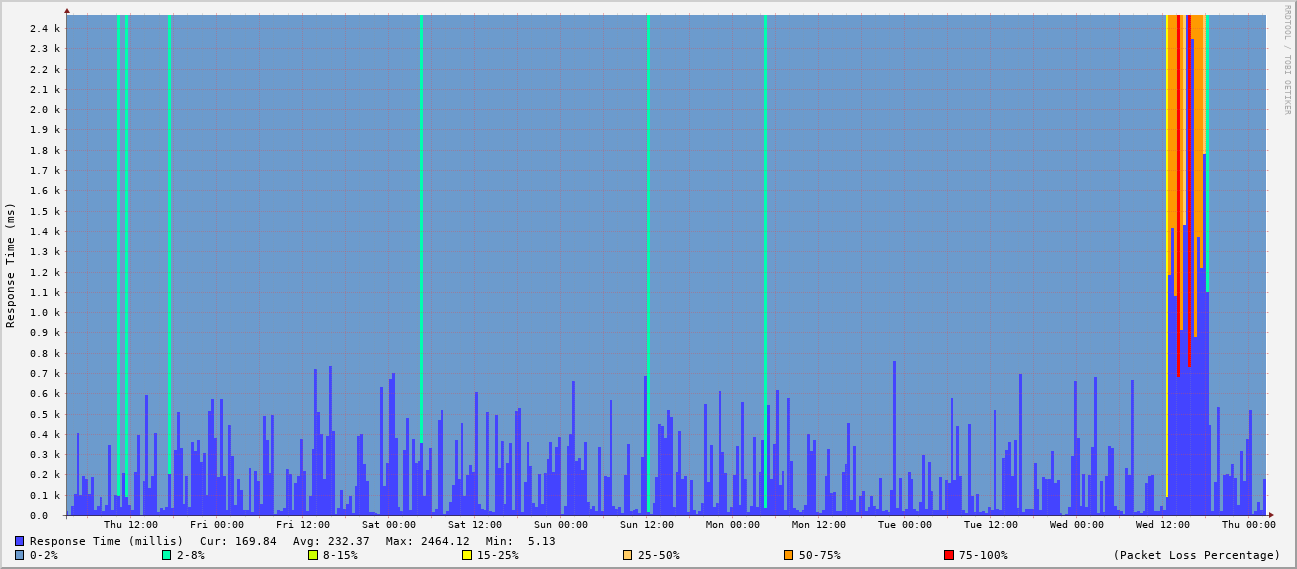 RRDTOOL / TOBI OETIKER
Response Time (ms)
2.4 k
2.3 k
2.2 k
2.1 k
2.0 k
1.9 k
1.8 k
1.7 k
1.6 k
1.5 k
1.4 k
1.3 k
1.2 k
1.1 k
1.0 k
0.9 k
0.8 k
0.7 k
0.6 k
0.5 k
0.4 k
0.3 k
0.2 k
0.1 k
0.0
Thu 12:00 Fri 00:00 Fri 12:00 Sat 00:00 Sat 12:00 Sun 00:00 Sun 12:00 Mon 00:00 Mon 12:00 Tue 00:00 Tue 12:00 Wed 00:00 Wed 12:00 Thu 00:00
Response Time (millis) Cur: 169.84 Avg: 232.37 Max: 2464.12 Min: 5.13
0-2% 2-8% 8-15% 15-25% 25-50% 50-75% 75-100% (Packet Loss Percentage)